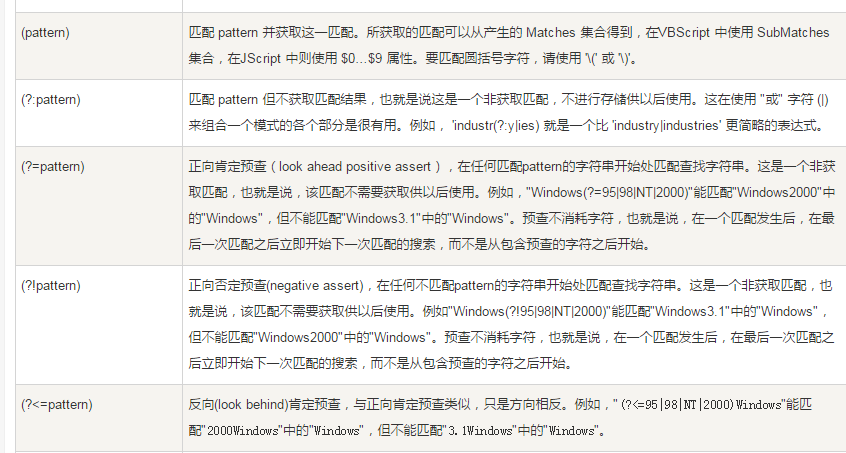 (pattern)
匹配 pattern 并获取这一匹配。所获取的匹配可以从产生的 Matches 集合得到，在VBScript 中使用 SubMatches
集合，在JScript 中则使用 $0…$9 属性。要匹配圆括号字符，请使用 '\(' 或 '\)'。
(?:pattern)
匹配 pattern 但不获取匹配结果，也就是说这是一个非获取匹配，不进行存储供以后使用。这在使用 "或" 字符 (|)
来组合一个模式的各个部分是很有用。例如， 'industr(?:y|ies) 就是一个比 'industry|industries' 更简略的表达式。
(?=pattern)
正向肯定预查（look ahead positive assert），在任何匹配pattern的字符串开始处匹配查找字符串。这是一个非获
取匹配，也就是说，该匹配不需要获取供以后使用。例如，"Windows(?=95|98|NT|2000)"能匹配"Windows2000"中
的"Windows"，但不能匹配"Windows3.1"中的"Windows"。预查不消耗字符，也就是说，在一个匹配发生后，在最
后一次匹配之后立即开始下一次匹配的搜索，而不是从包含预查的字符之后开始。
(?!pattern)
正向否定预查(negative assert)，在任何不匹配pattern的字符串开始处匹配查找字符串。这是一个非获取匹配，也
就是说，该匹配不需要获取供以后使用。例如"Windows(?!95|98|NT|2000)"能匹配"Windows3.1"中的"Windows"，
但不能匹配"Windows2000"中的"Windows"。预查不消耗字符，也就是说，在一个匹配发生后，在最后一次匹配之
后立即开始下一次匹配的搜索，而不是从包含预查的字符之后开始。
(?<=pattern)
反向(look behind)肯定预查，与正向肯定预查类似，只是方向相反。例如，"(?<=95|98|NT|2000)Windows"能匹
配"2000Windows"中的"Windows"，但不能匹配"3.1Windows"中的"Windows"。